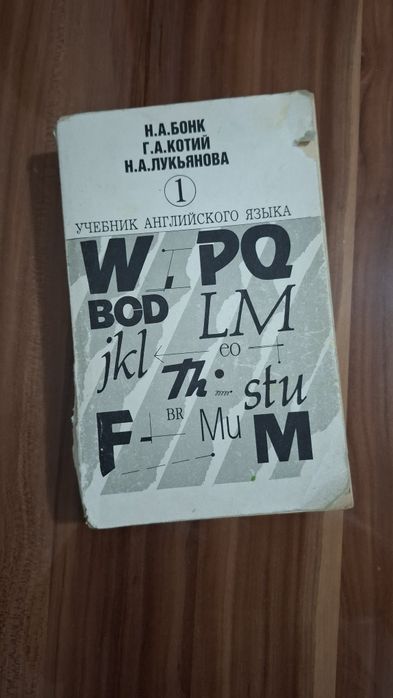 Н.А.БОНК
Г.А.КОТИЙ
Н.А.ЛУКЬЯНОВА
1
УЧЕБНИК АНГЛИЙСКОГО ЯЗЫКА
W I PQ
BCD LM
jkl eo
Th stu
BR
F Mu M